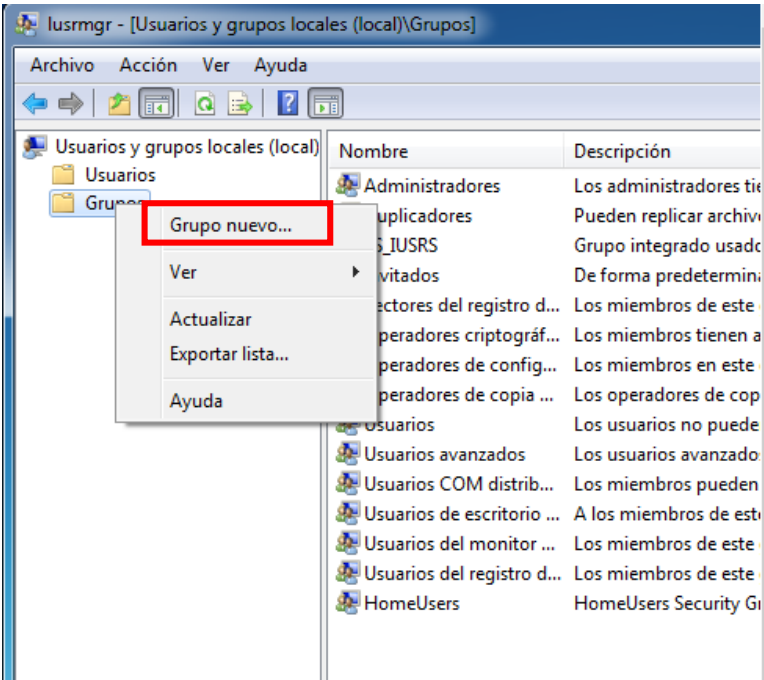 lusrmgr - [Usuarios y grupos locales (local)\Grupos]
Archivo Acción Ver Ayuda
Usuarios y grupos locales (local)
Usuarios
Grupos
Grupo nuevo...
Ver
Actualizar
Exportar lista...
Ayuda
Nombre Descripción
Administradores Los administradores tie
uplicadores Pueden replicar archiv
S_IUSRS Grupo integrado usado
vitados De forma predetermina
ectores del registro d... Los miembros de este
peradores criptográf... Los miembros tienen a
peradores de config... Los miembros en este
peradores de copia ... Los operadores de cop
Usuarios Los usuarios no puede
Usuarios avanzados Los usuarios avanzado
Usuarios COM distrib... Los miembros pueden
Usuarios de escritorio ... A los miembros de est
Usuarios del monitor ... Los miembros de este
Usuarios del registro d... Los miembros de este
HomeUsers HomeUsers Security G